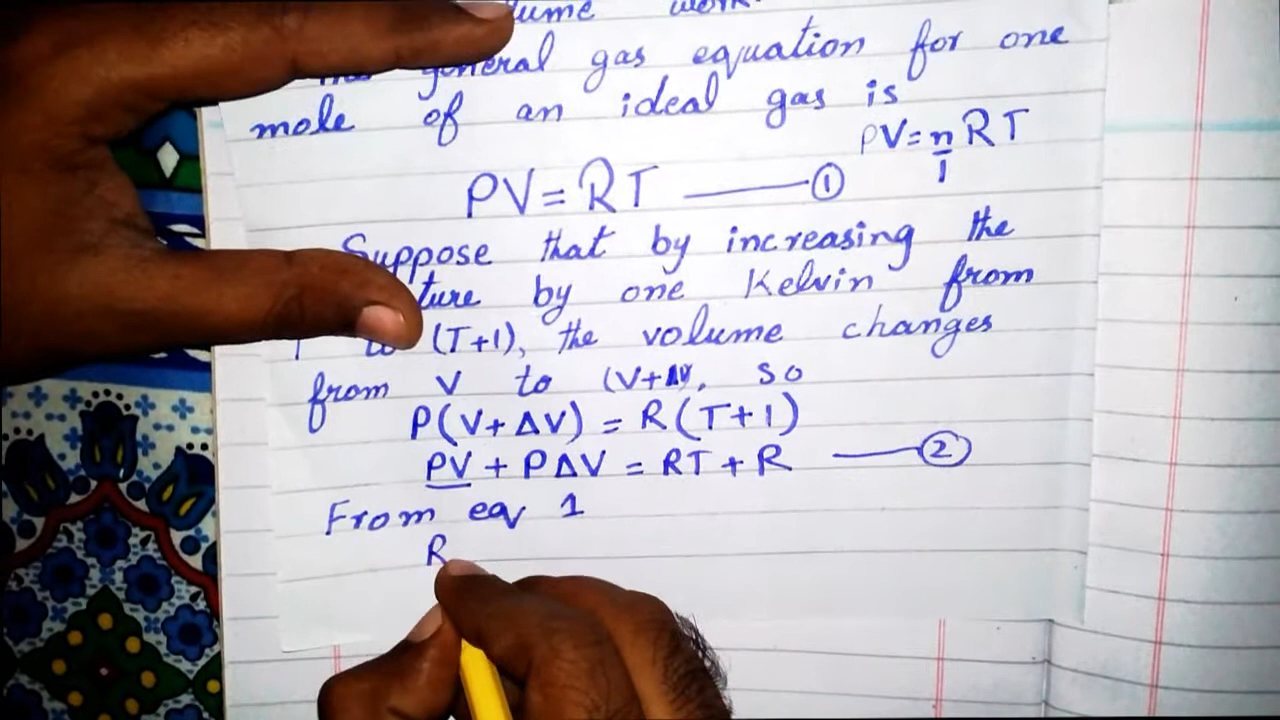 work.
general gas equation for one
mole of an ideal gas is
PV = n/1 RT
PV = RT —— ①
Suppose that by increasing the
by one Kelvin from
to (T+1), the volume changes
from V to (V+ΔV), so
P(V+ΔV) = R(T+1)
PV + PΔV = RT + R —— ②
From eq 1
R